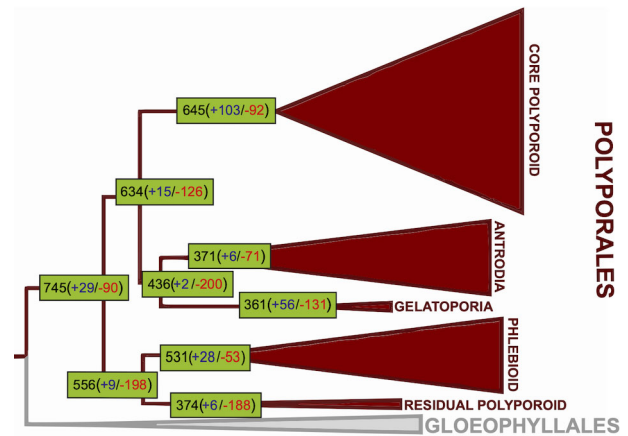 645(+103/-92)
CORE POLYPOROID
POLYPORALES
634(+15/-126)
371(+6/-71)
ANTRODIA
745(+29/-90)
436(+2/-200)
361(+56/-131)
GELATOPORIA
531(+28/-53)
PHLEBIOID
556(+9/-198)
374(+6/-188)
RESIDUAL POLYPOROID
GLOEOPHYLLALES